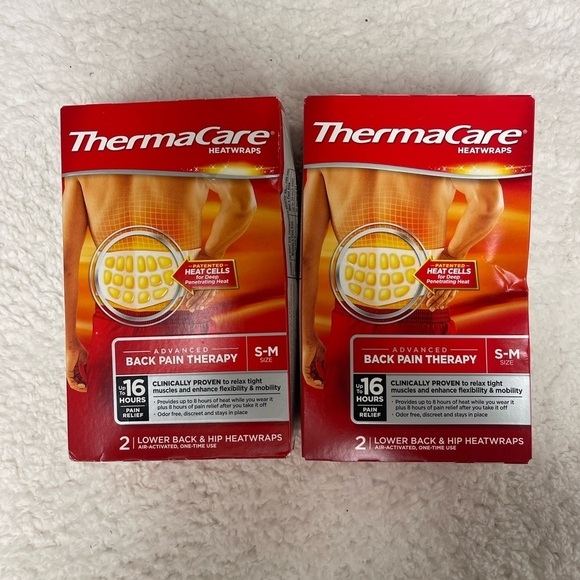 ThermaCare®
HEATWRAPS
PATENTED
HEAT CELLS
for Deep
Penetrating Heat
ADVANCED
BACK PAIN THERAPY
S-M
SIZE
Up To
16
HOURS
PAIN
RELIEF
CLINICALLY PROVEN to relax tight
muscles and enhance flexibility & mobility
• Provides up to 8 hours of heat while you wear it
plus 8 hours of pain relief after you take it off
• Odor free, discreet and stays in place
2 | LOWER BACK & HIP HEATWRAPS
AIR-ACTIVATED, ONE-TIME USE
ThermaCare®
HEATWRAPS
PATENTED
HEAT CELLS
for Deep
Penetrating Heat
ADVANCED
BACK PAIN THERAPY
S-M
SIZE
Up To
16
HOURS
PAIN
RELIEF
CLINICALLY PROVEN to relax tight
muscles and enhance flexibility & mobility
• Provides up to 8 hours of heat while you wear it
plus 8 hours of pain relief after you take it off
• Odor free, discreet and stays in place
2 | LOWER BACK & HIP HEATWRAPS
AIR-ACTIVATED, ONE-TIME USE